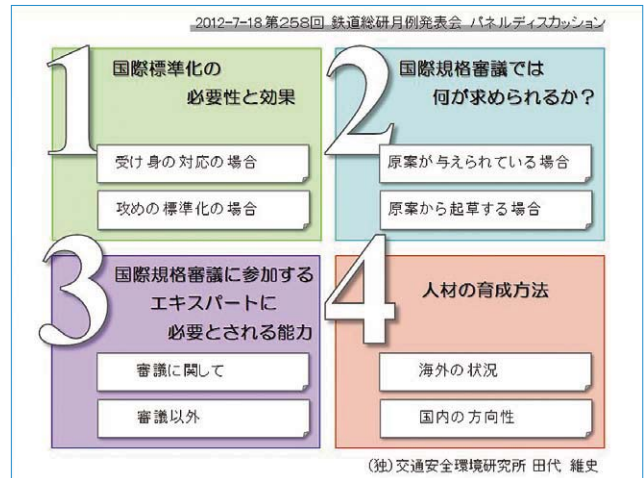 2012-7-18 第258回 鉄道総研月例発表会 パネルディスカッション
1
国際標準化の
必要性と効果
受け身の対応の場合
攻めの標準化の場合
2
国際規格審議では
何が求められるか?
原案が与えられている場合
原案から起草する場合
3
国際規格審議に参加する
エキスパートに
必要とされる能力
審議に関して
審議以外
4
人材の育成方法
海外の状況
国内の方向性
(独)交通安全環境研究所 田代 維史